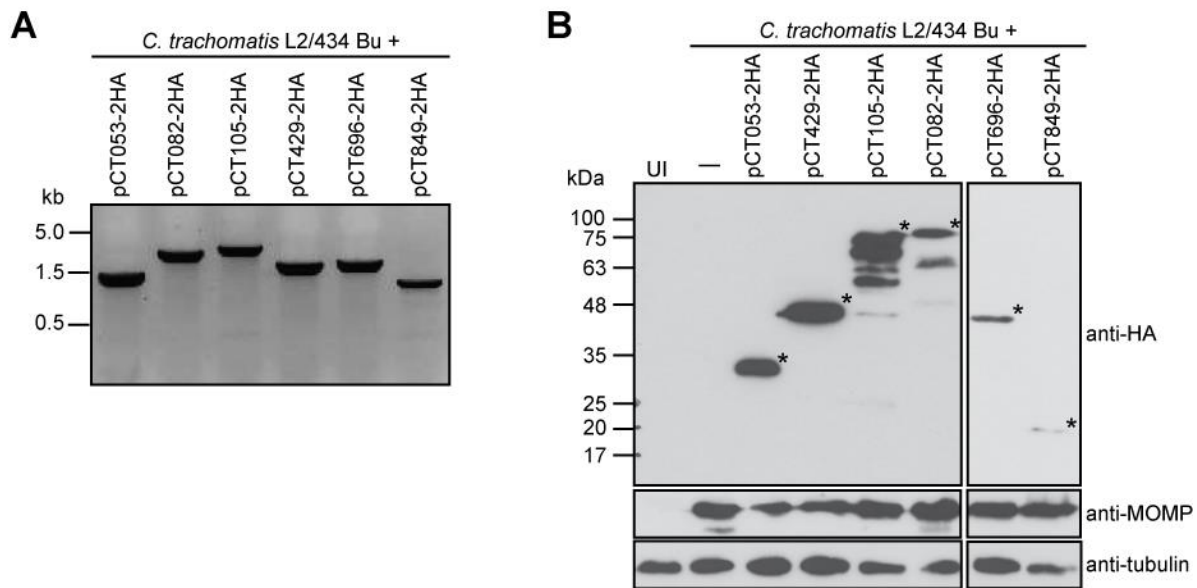 A
C. trachomatis L2/434 Bu +
pCT053-2HA
pCT082-2HA
pCT105-2HA
pCT429-2HA
pCT696-2HA
pCT849-2HA
kb
5.0
1.5
0.5
B
C. trachomatis L2/434 Bu +
UI
—
pCT053-2HA
pCT429-2HA
pCT105-2HA
pCT082-2HA
pCT696-2HA
pCT849-2HA
kDa
100
75
63
48
35
25
20
17
*
*
*
*
*
*
anti-HA
anti-MOMP
anti-tubulin